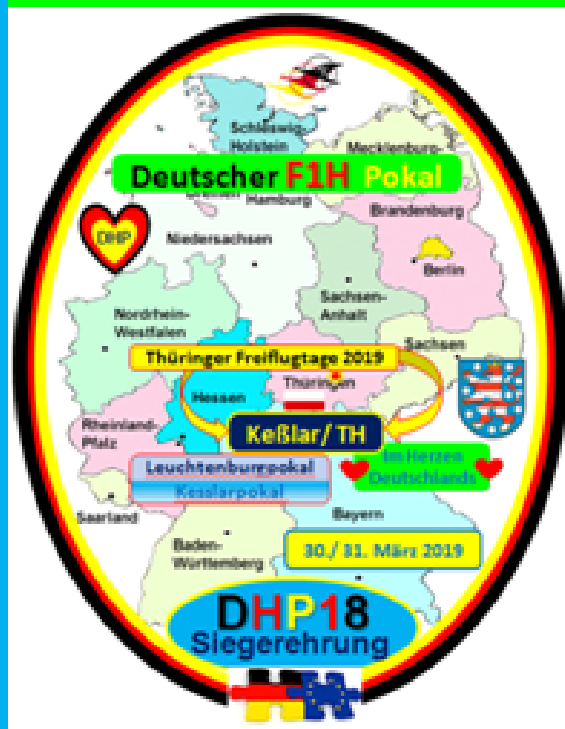 Schleswig-
Holstein
Mecklenburg-
Deutscher F1H Pokal
Bremen
Hamburg
Brandenburg
DHP
Niedersachsen
Berlin
Sachsen-
Anhalt
Nordrhein-
Westfalen
Sachsen
Thüringer Freiflugtage 2019
Thüringen
Hessen
Rheinland-
Pfalz
Keßlar/ TH
Im Herzen
Deutschlands
Leuchtenburgpokal
Kesslarpokal
Saarland
Bayern
Baden-
Württemberg
30./ 31. März 2019
DHP18
Siegerehrung